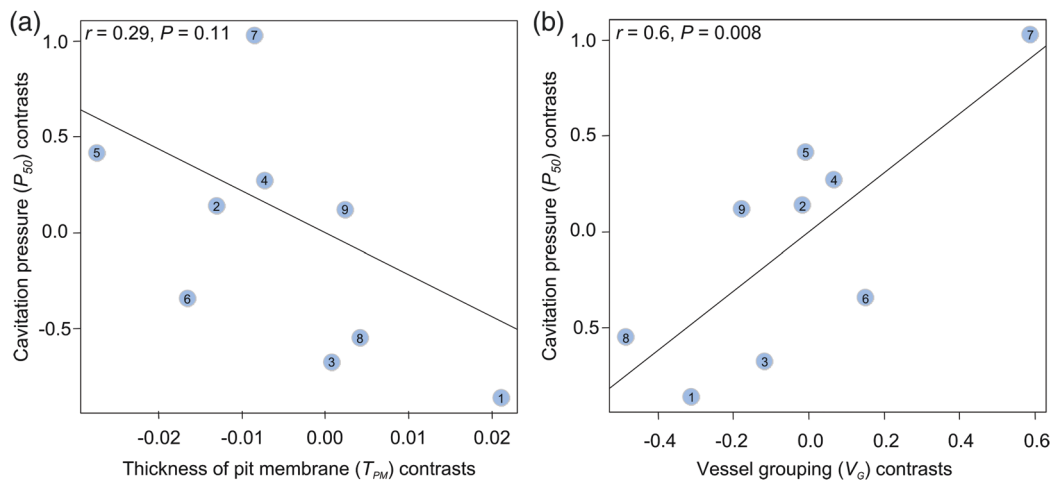 (a)
r = 0.29, P = 0.11
1.0
0.5
0.0
-0.5
Cavitation pressure (P50) contrasts
7
5
4
2
9
6
8
3
1
-0.02 -0.01 0.00 0.01 0.02
Thickness of pit membrane (TPM) contrasts
(b)
r = 0.6, P = 0.008
1.0
0.5
0.0
0.5
Cavitation pressure (P50) contrasts
7
5
4
2
9
6
8
3
1
-0.4 -0.2 0.0 0.2 0.4 0.6
Vessel grouping (VG) contrasts